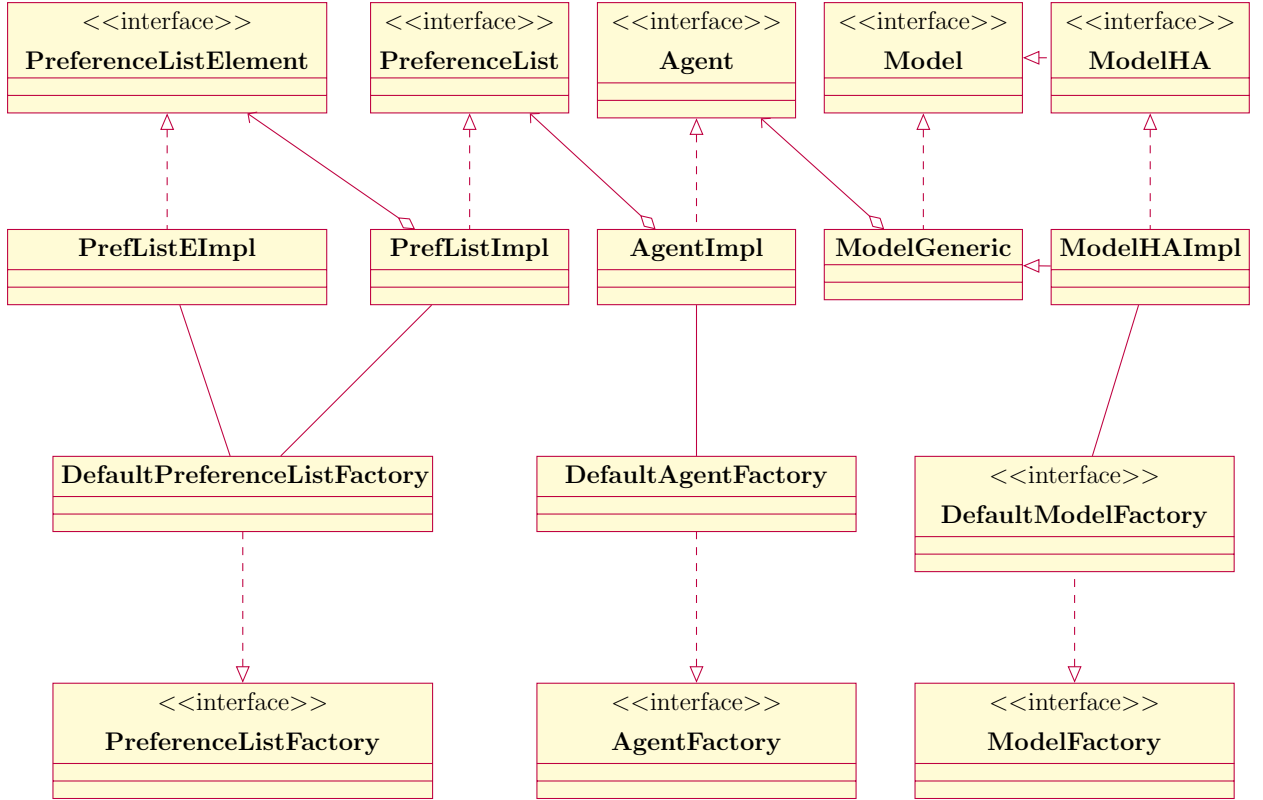 <<interface>>
PreferenceListElement
<<interface>>
PreferenceList
<<interface>>
Agent
<<interface>>
Model
<<interface>>
ModelHA
PrefListEImpl
PrefListImpl
AgentImpl
ModelGeneric
ModelHAImpl
DefaultPreferenceListFactory
DefaultAgentFactory
<<interface>>
DefaultModelFactory
<<interface>>
PreferenceListFactory
<<interface>>
AgentFactory
<<interface>>
ModelFactory